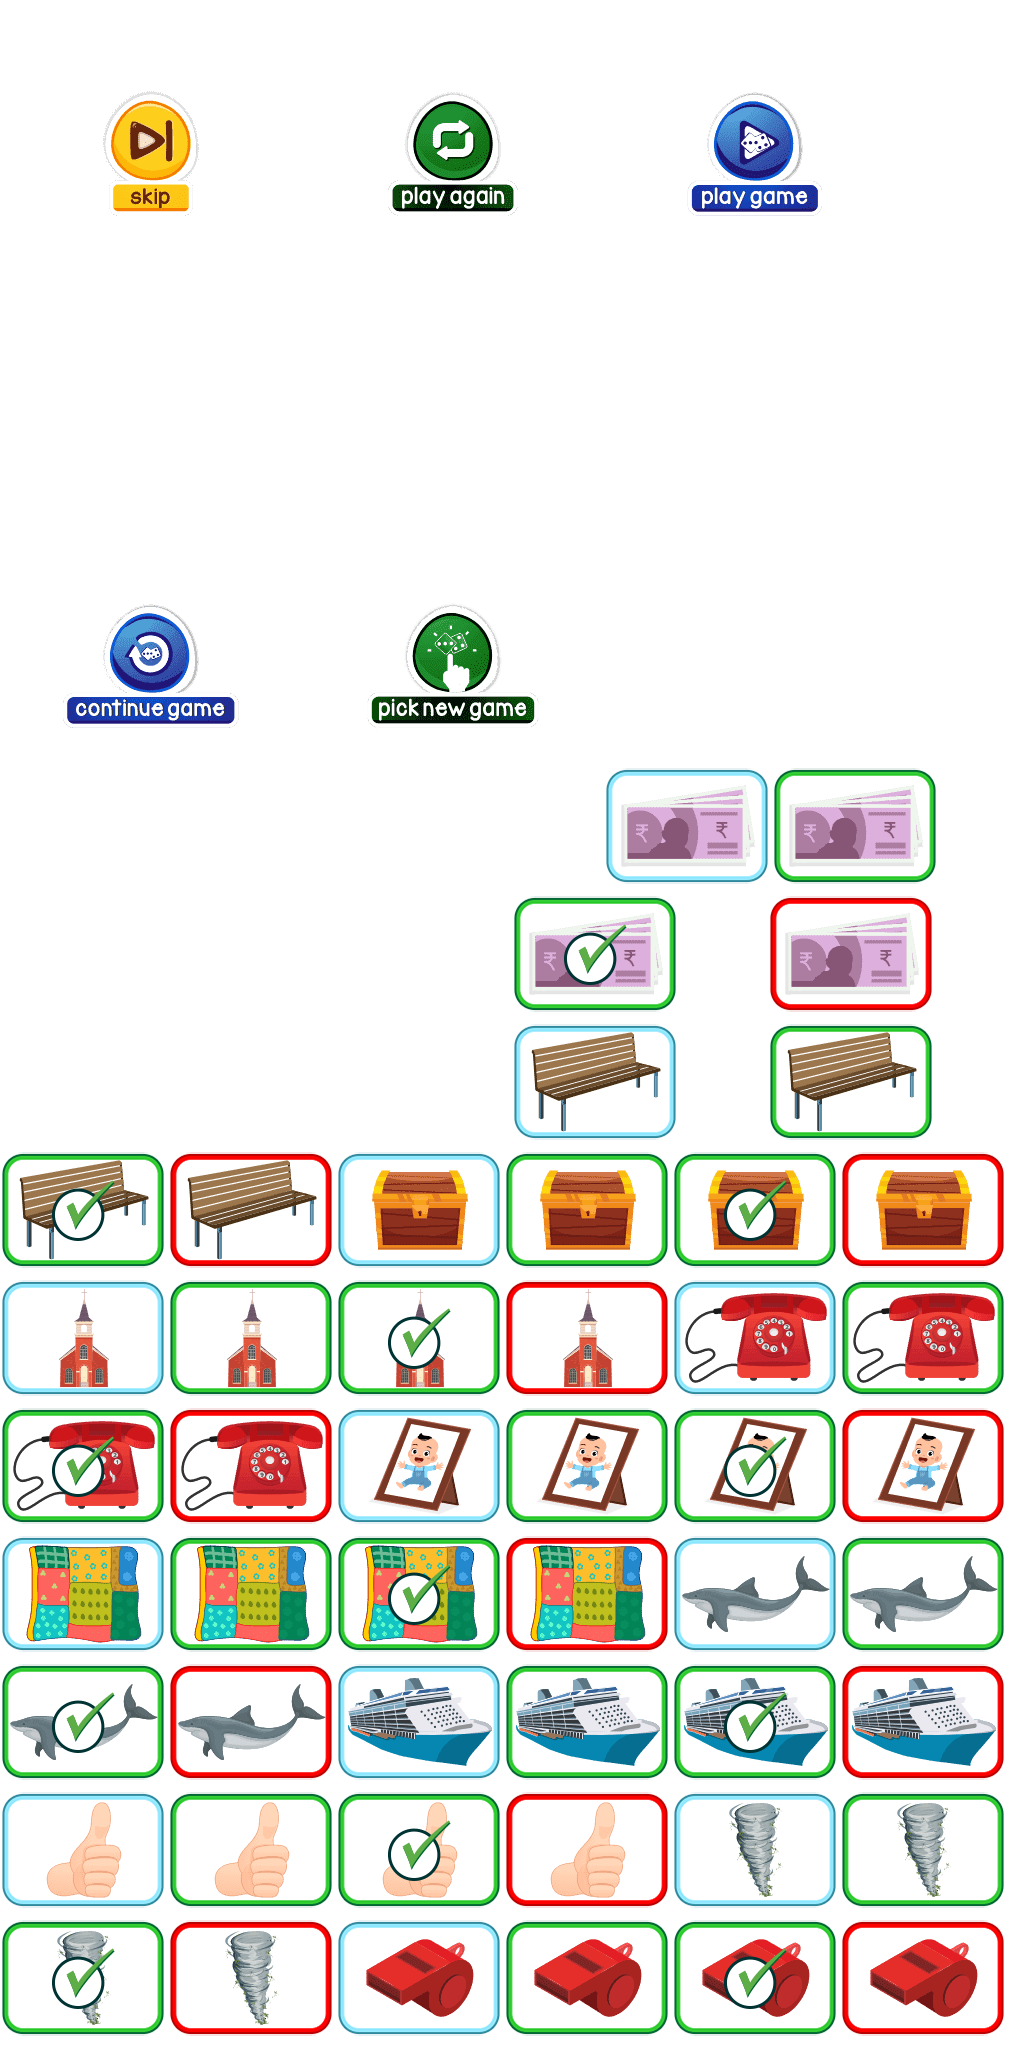 skip
play again
play game
continue game
pick new game
₹ ₹
₹ ₹
₹ ₹
₹ ₹